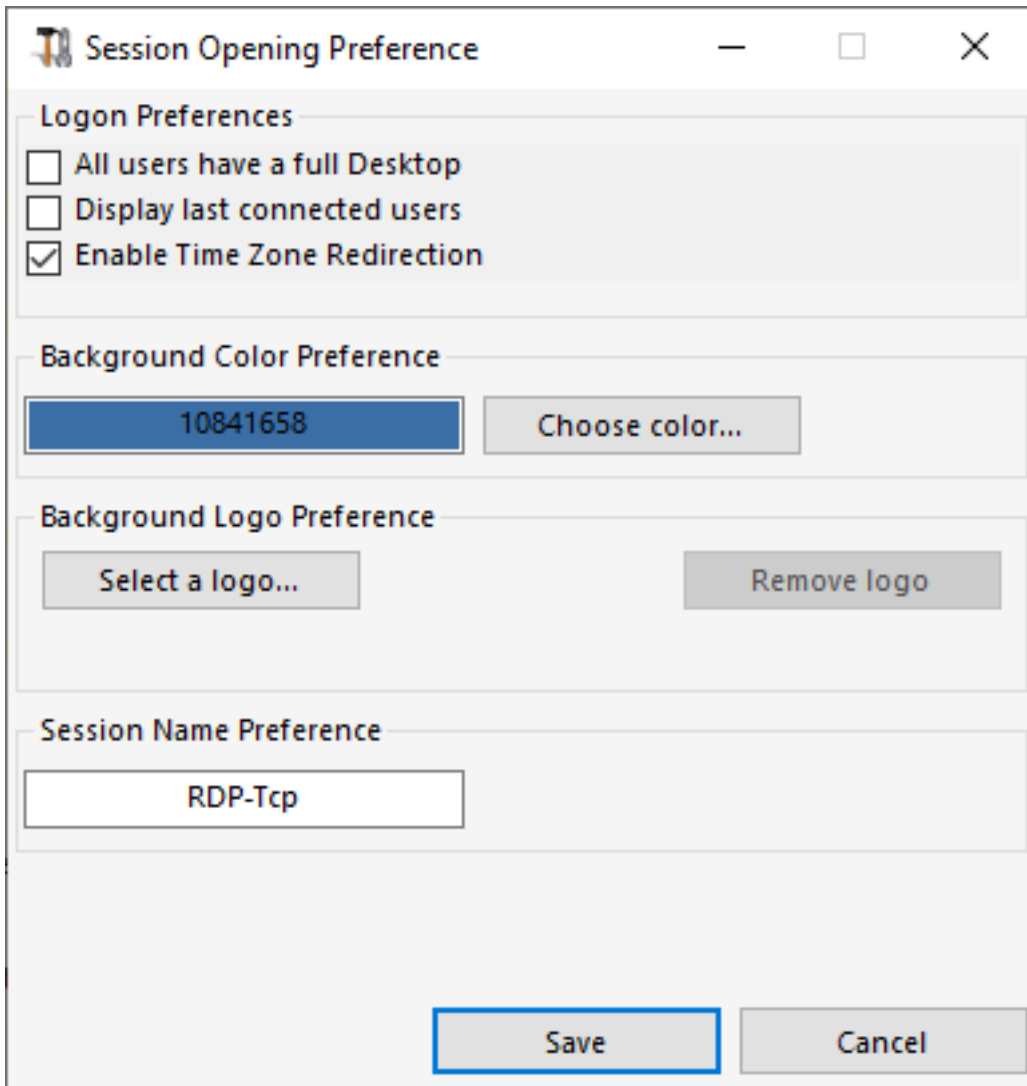 Session Opening Preference
Logon Preferences
All users have a full Desktop
Display last connected users
Enable Time Zone Redirection
Background Color Preference
10841658
Choose color...
Background Logo Preference
Select a logo...
Remove logo
Session Name Preference
RDP-Tcp
Save
Cancel